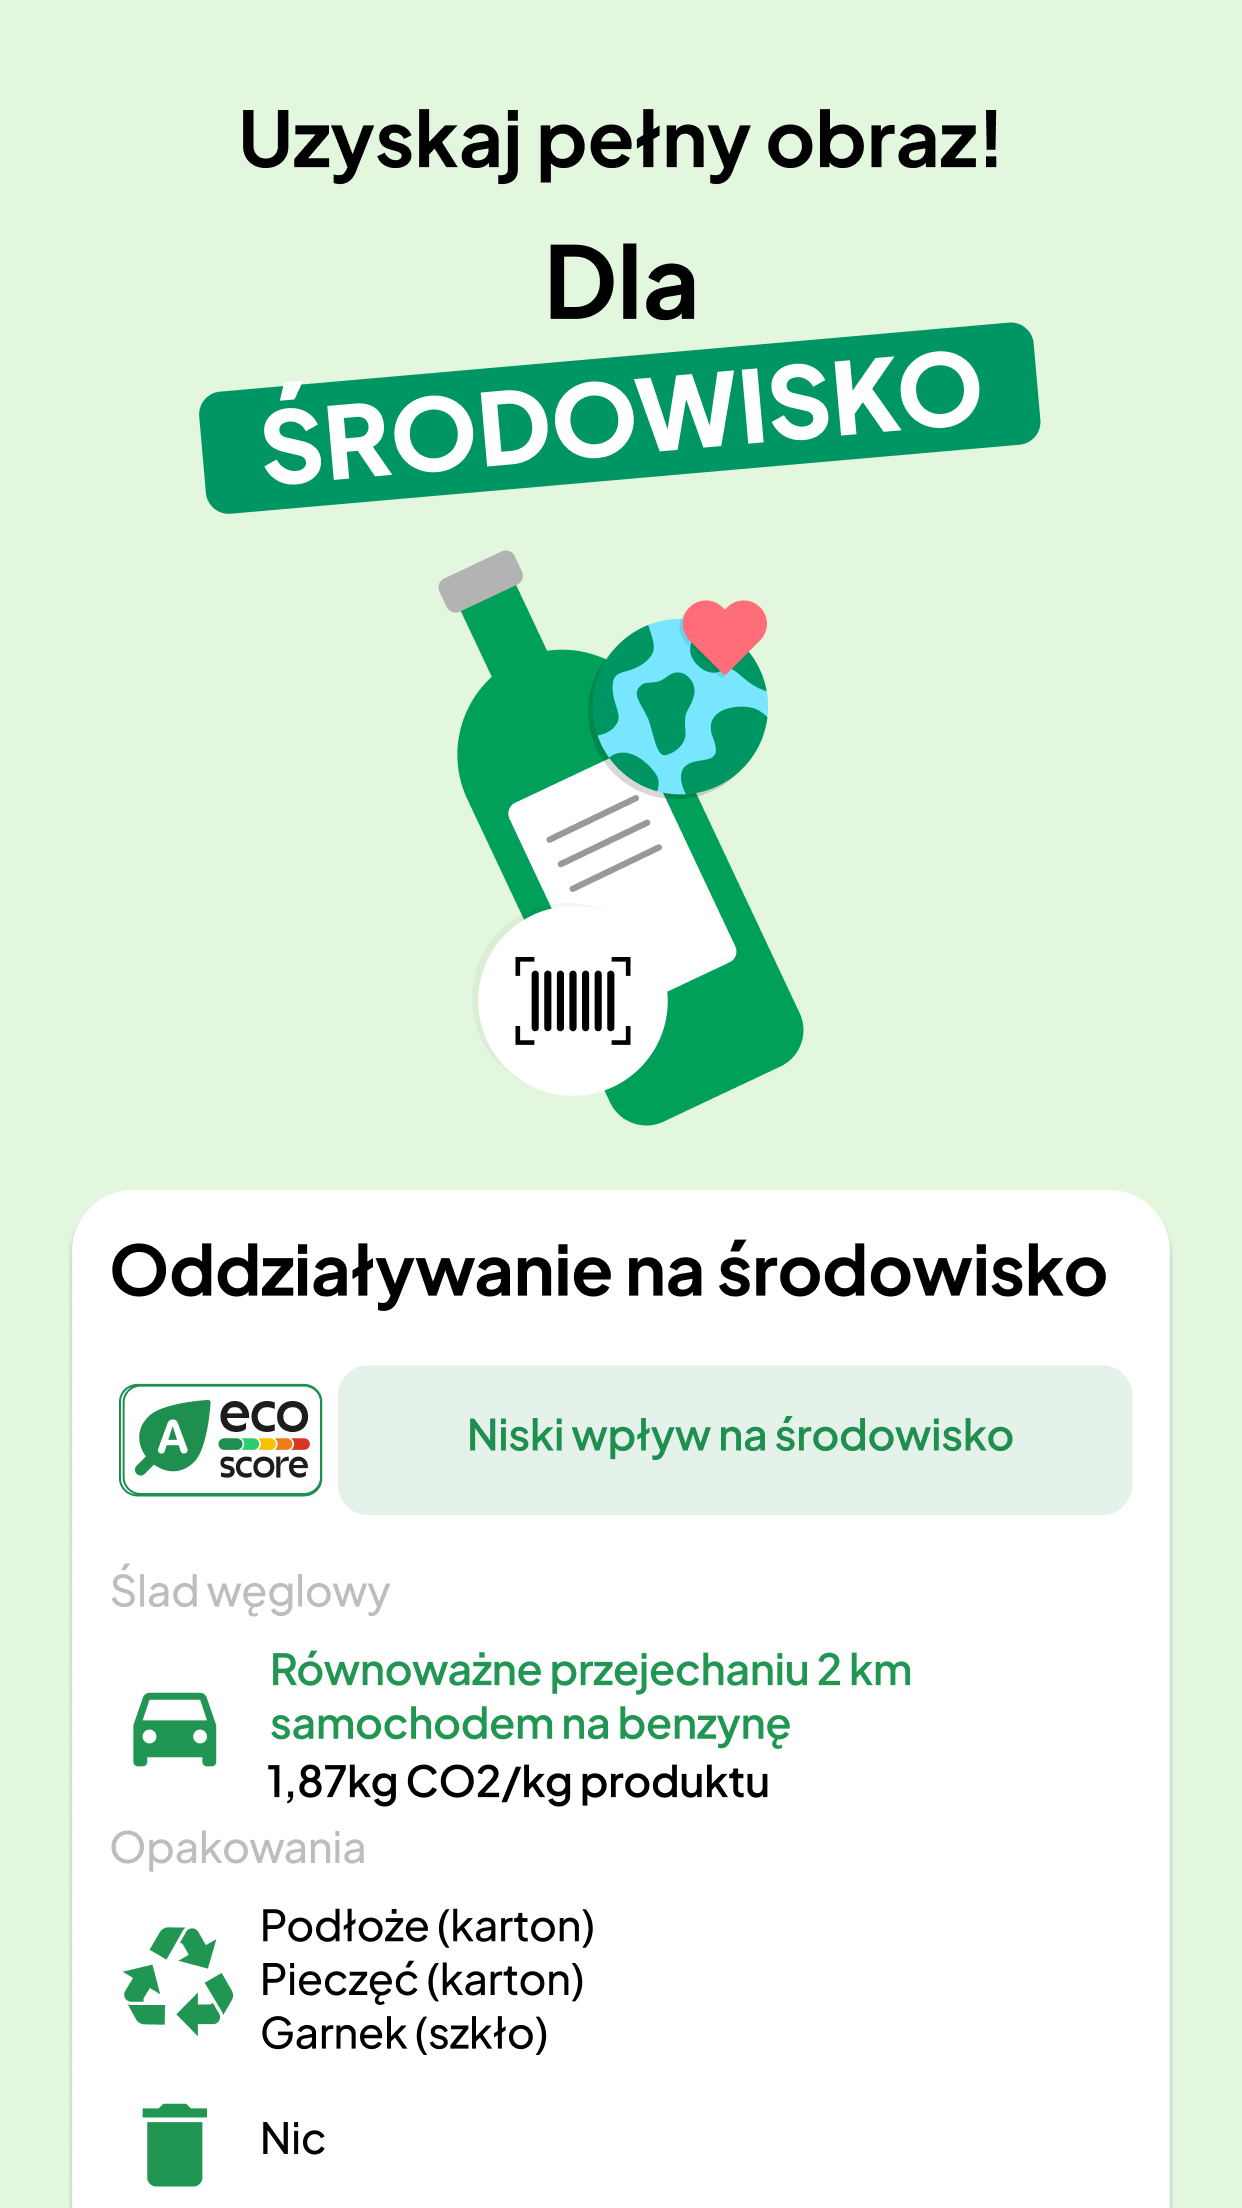 Uzyskaj pełny obraz!
Dla
ŚRODOWISKO
Oddziaływanie na środowisko
A
eco
score
Niski wpływ na środowisko
Ślad węglowy
Równoważne przejechaniu 2 km
samochodem na benzynę
1,87kg CO2/kg produktu
Opakowania
Podłoże (karton)
Pieczęć (karton)
Garnek (szkło)
Nic